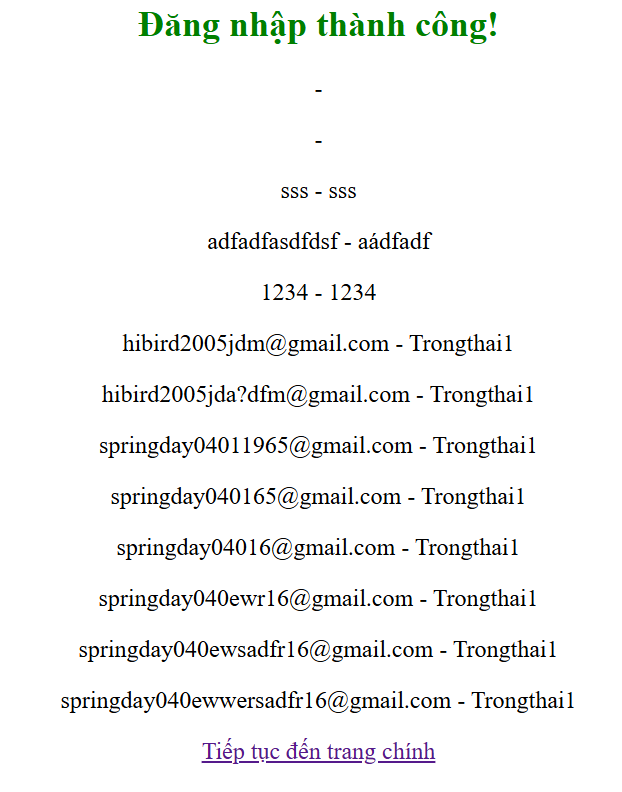 Đăng nhập thành công!
-
-
sss - sss
adfadfasdfdsf - aádfadf
1234 - 1234
hibird2005jdm@gmail.com - Trongthai1
hibird2005jda?dfm@gmail.com - Trongthai1
springday04011965@gmail.com - Trongthai1
springday040165@gmail.com - Trongthai1
springday04016@gmail.com - Trongthai1
springday040ewr16@gmail.com - Trongthai1
springday040ewsadfr16@gmail.com - Trongthai1
springday040ewwersadfr16@gmail.com - Trongthai1
Tiếp tục đến trang chính